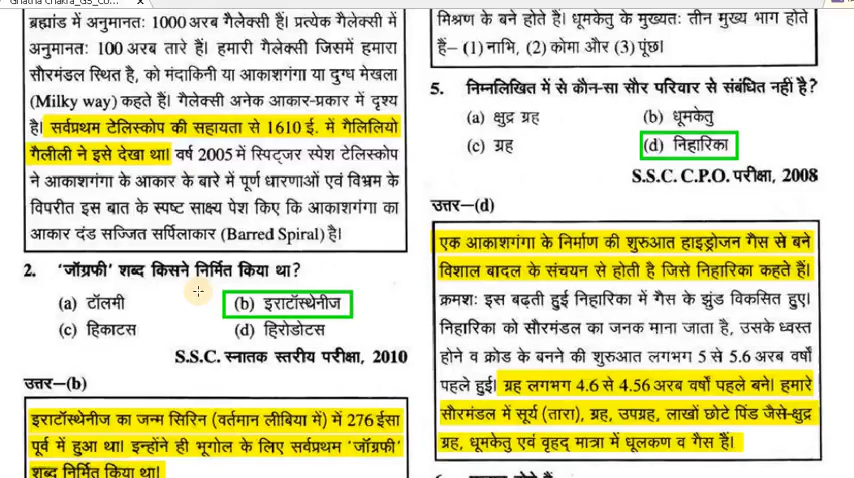 Ghatna Chakra_GS_
ब्रह्मांड में अनुमानतः 1000 अरब गैलेक्सी हैं। प्रत्येक गैलेक्सी में
अनुमानतः 100 अरब तारे हैं। हमारी गैलेक्सी जिसमें हमारा
सौरमंडल स्थित है, को मंदाकिनी या आकाशगंगा या दुग्ध मेखला
(Milky way) कहते हैं। गैलेक्सी अनेक आकार-प्रकार में दृश्य
है। सर्वप्रथम टेलिस्कोप की सहायता से 1610 ई. में गैलिलियो
गैलीली ने इसे देखा था। वर्ष 2005 में स्पिट्जर स्पेश टेलिस्कोप
ने आकाशगंगा के आकार के बारे में पूर्ण धारणाओं एवं विभ्रम के
विपरीत इस बात के स्पष्ट साक्ष्य पेश किए कि आकाशगंगा का
आकार दंड सज्जित सर्पिलाकार (Barred Spiral) है।
2. 'जॉग्रफी' शब्द किसने निर्मित किया था?
(a) टॉलमी (b) इराटॉस्थेनीज
(c) हिकाटस (d) हिरोडोटस
S.S.C. स्नातक स्तरीय परीक्षा, 2010
उत्तर—(b)
इराटॉस्थेनीज का जन्म सिरिन (वर्तमान लीबिया में) में 276 ईसा
पूर्व में हुआ था। इन्होंने ही भूगोल के लिए सर्वप्रथम 'जॉग्रफी'
शब्द निर्मित किया था।
मिश्रण के बने होते हैं। धूमकेतु के मुख्यतः तीन मुख्य भाग होते
हैं– (1) नाभि, (2) कोमा और (3) पूंछ।
5. निम्नलिखित में से कौन-सा सौर परिवार से संबंधित नहीं है?
(a) क्षुद्र ग्रह (b) धूमकेतु
(c) ग्रह (d) निहारिका
S.S.C. C.P.O. परीक्षा, 2008
उत्तर—(d)
एक आकाशगंगा के निर्माण की शुरुआत हाइड्रोजन गैस से बने
विशाल बादल के संचयन से होती है जिसे निहारिका कहते हैं।
क्रमशः इस बढ़ती हुई निहारिका में गैस के झुंड विकसित हुए।
निहारिका को सौरमंडल का जनक माना जाता है, उसके ध्वस्त
होने व क्रोड के बनने की शुरुआत लगभग 5 से 5.6 अरब वर्षों
पहले हुई। ग्रह लगभग 4.6 से 4.56 अरब वर्षों पहले बने। हमारे
सौरमंडल में सूर्य (तारा), ग्रह, उपग्रह, लाखों छोटे पिंड जैसे-क्षुद्र
ग्रह, धूमकेतु एवं वृहद् मात्रा में धूलकण व गैस हैं।